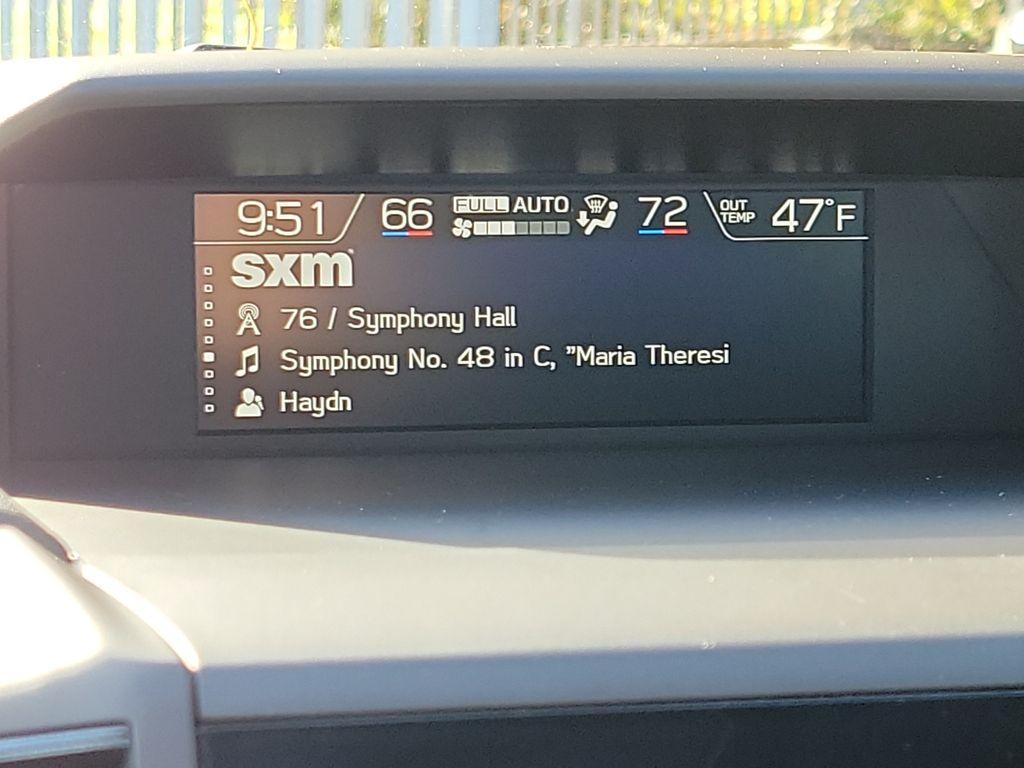 9:51 66 FULL AUTO 72 OUT TEMP 47°F
sxm
76 / Symphony Hall
Symphony No. 48 in C, "Maria Theresi
Haydn